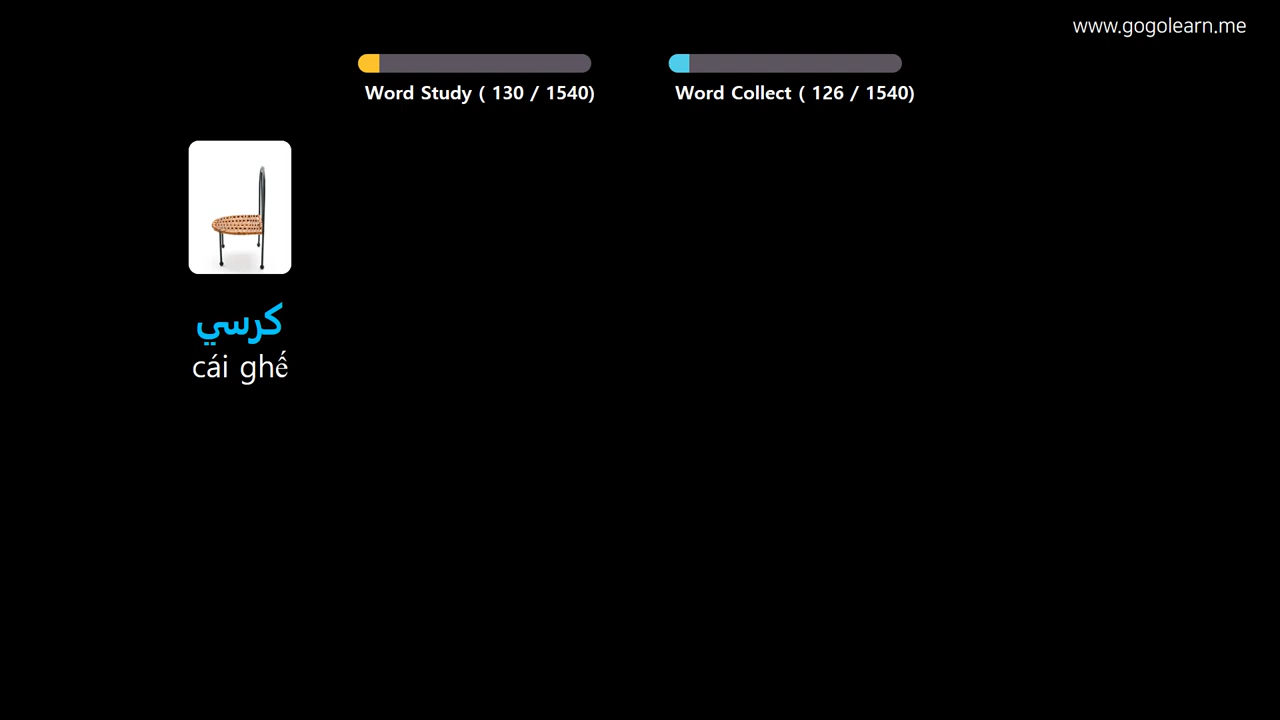 www.gogolearn.me
Word Study ( 130 / 1540)
Word Collect ( 126 / 1540)
كرسي
cái ghế